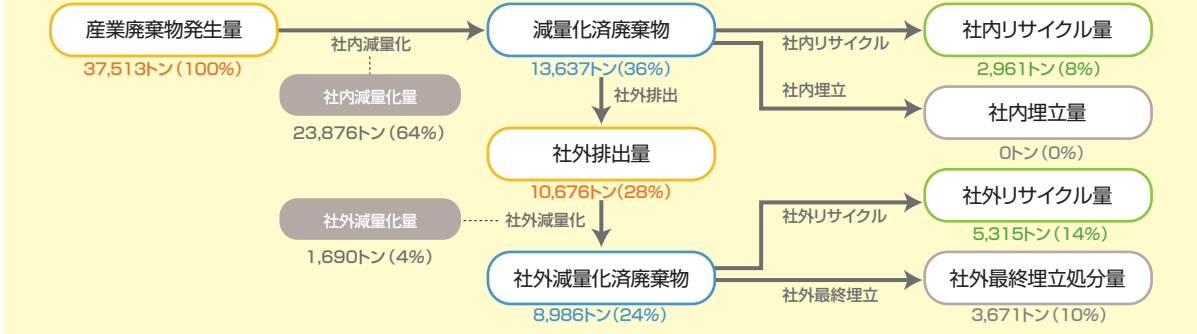 産業廃棄物発生量
37,513トン(100%)
社内減量化
社内減量化量
23,876トン(64%)
減量化済廃棄物
13,637トン(36%)
社内リサイクル
社内リサイクル量
2,961トン(8%)
社内埋立
社内埋立量
0トン(0%)
社外排出
社外排出量
10,676トン(28%)
社外減量化量
1,690トン(4%)
社外減量化
社外減量化済廃棄物
8,986トン(24%)
社外リサイクル
社外リサイクル量
5,315トン(14%)
社外最終埋立
社外最終埋立処分量
3,671トン(10%)